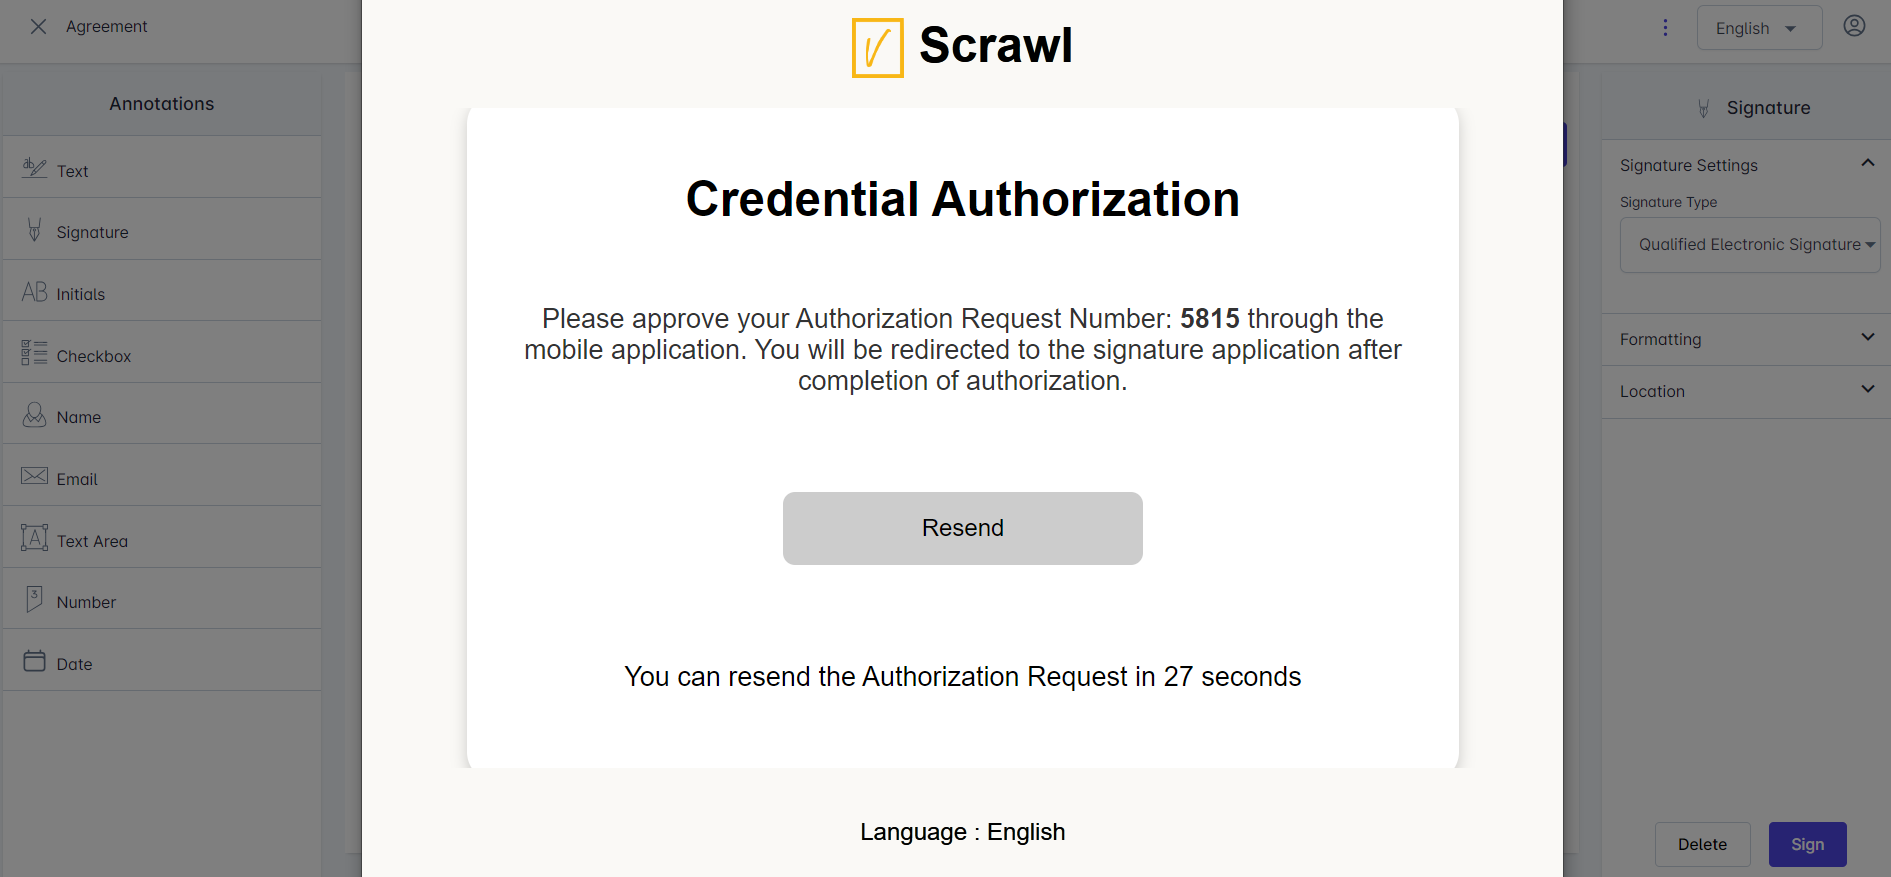 Agreement
Scrawl
English
Annotations
Text
Signature
Initials
Checkbox
Name
Email
Text Area
Number
Date
Credential Authorization
Please approve your Authorization Request Number: 5815 through the
mobile application. You will be redirected to the signature application after
completion of authorization.
Resend
You can resend the Authorization Request in 27 seconds
Language : English
Signature
Signature Settings
Signature Type
Qualified Electronic Signature
Formatting
Location
Delete
Sign